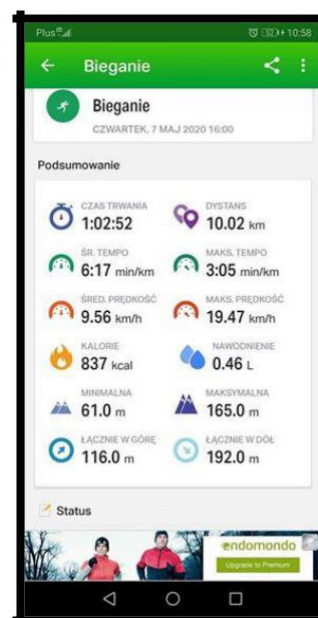 Plus 10:58
Bieganie
Bieganie
CZWARTEK, 7 MAJ 2020 16:00
Podsumowanie
CZAS TRWANIA DYSTANS
1:02:52 10.02 km
ŚR. TEMPO MAKS. TEMPO
6:17 min/km 3:05 min/km
ŚRED. PRĘDKOŚĆ MAKS. PRĘDKOŚĆ
9.56 km/h 19.47 km/h
KALORIE NAWODNIENIE
837 kcal 0.46 L
MINIMALNA MAKSYMALNA
61.0 m 165.0 m
ŁĄCZNIE W GÓRĘ ŁĄCZNIE W DÓŁ
116.0 m 192.0 m
Status
endomondo
Upgrade to Premium